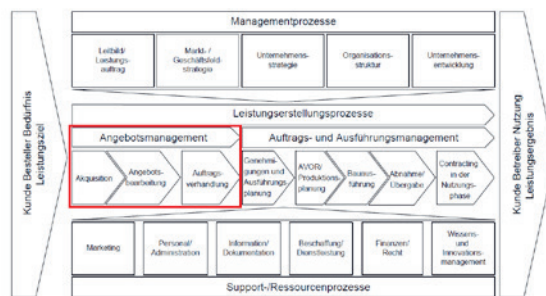 Managementprozesse
Leitbild/
Leistungs-
auftrag
Markt-/
Geschäftsfeld-
strategie
Unternehmens-
strategie
Organisations-
struktur
Unternehmens-
entwicklung
Kunde Besteller Bedürfnis
Leistungsziel
Leistungserstellungsprozesse
Angebotsmanagement
Auftrags- und Ausführungsmanagement
Akquisition
Angebots-
bearbeitung
Auftrags-
verhandlung
Genehmi-
gungen und
Ausführungs-
planung
AVOR/
Produktions-
planung
Bauaus-
führung
Abnahme/
Übergabe
Contracting
in der
Nutzungs-
phase
Kunde Betreiber Nutzung
Leistungsergebnis
Marketing
Personal/
Administration
Information/
Dokumentation
Beschaffung/
Dienstleistung
Finanzen/
Recht
Wissens-
und
Innovations-
management
Support-/Ressourcenprozesse